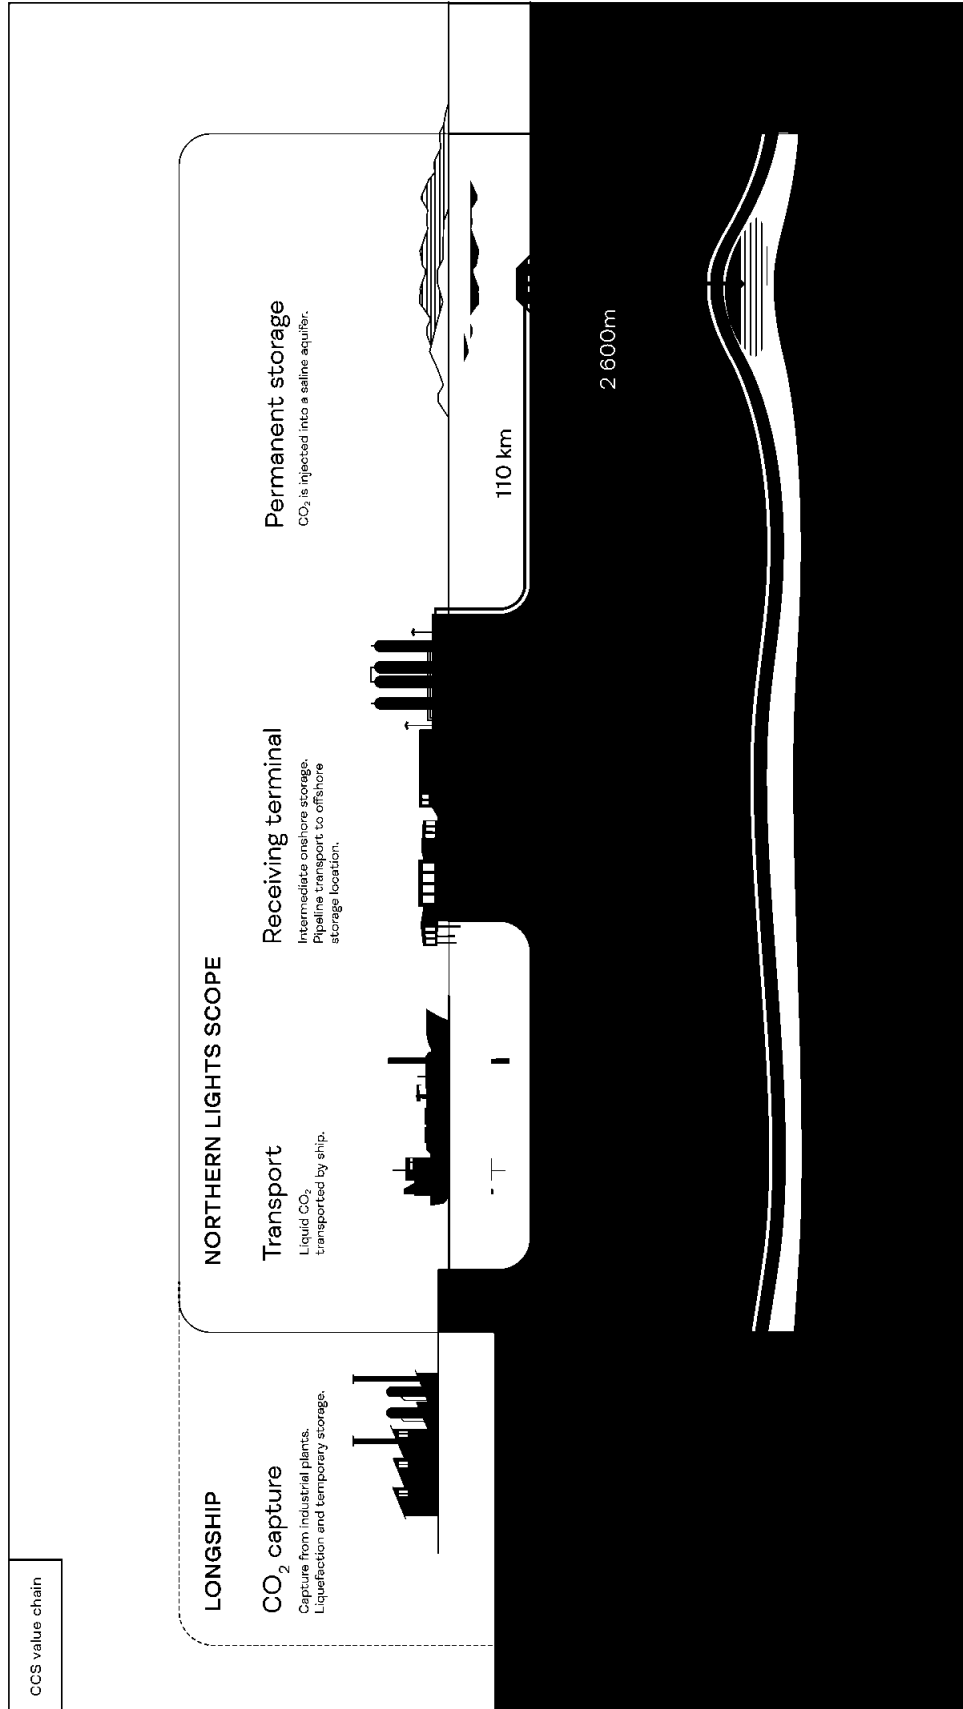 CCS value chain
LONGSHIP
CO₂ capture
Capture from industrial plants.
Liquefaction and temporary storage.
NORTHERN LIGHTS SCOPE
Transport
Liquid CO₂
transported by ship.
Receiving terminal
Intermediate onshore storage.
Pipeline transport to offshore
storage location.
Permanent storage
CO₂ is injected into a saline aquifer.
110 km
2 600m